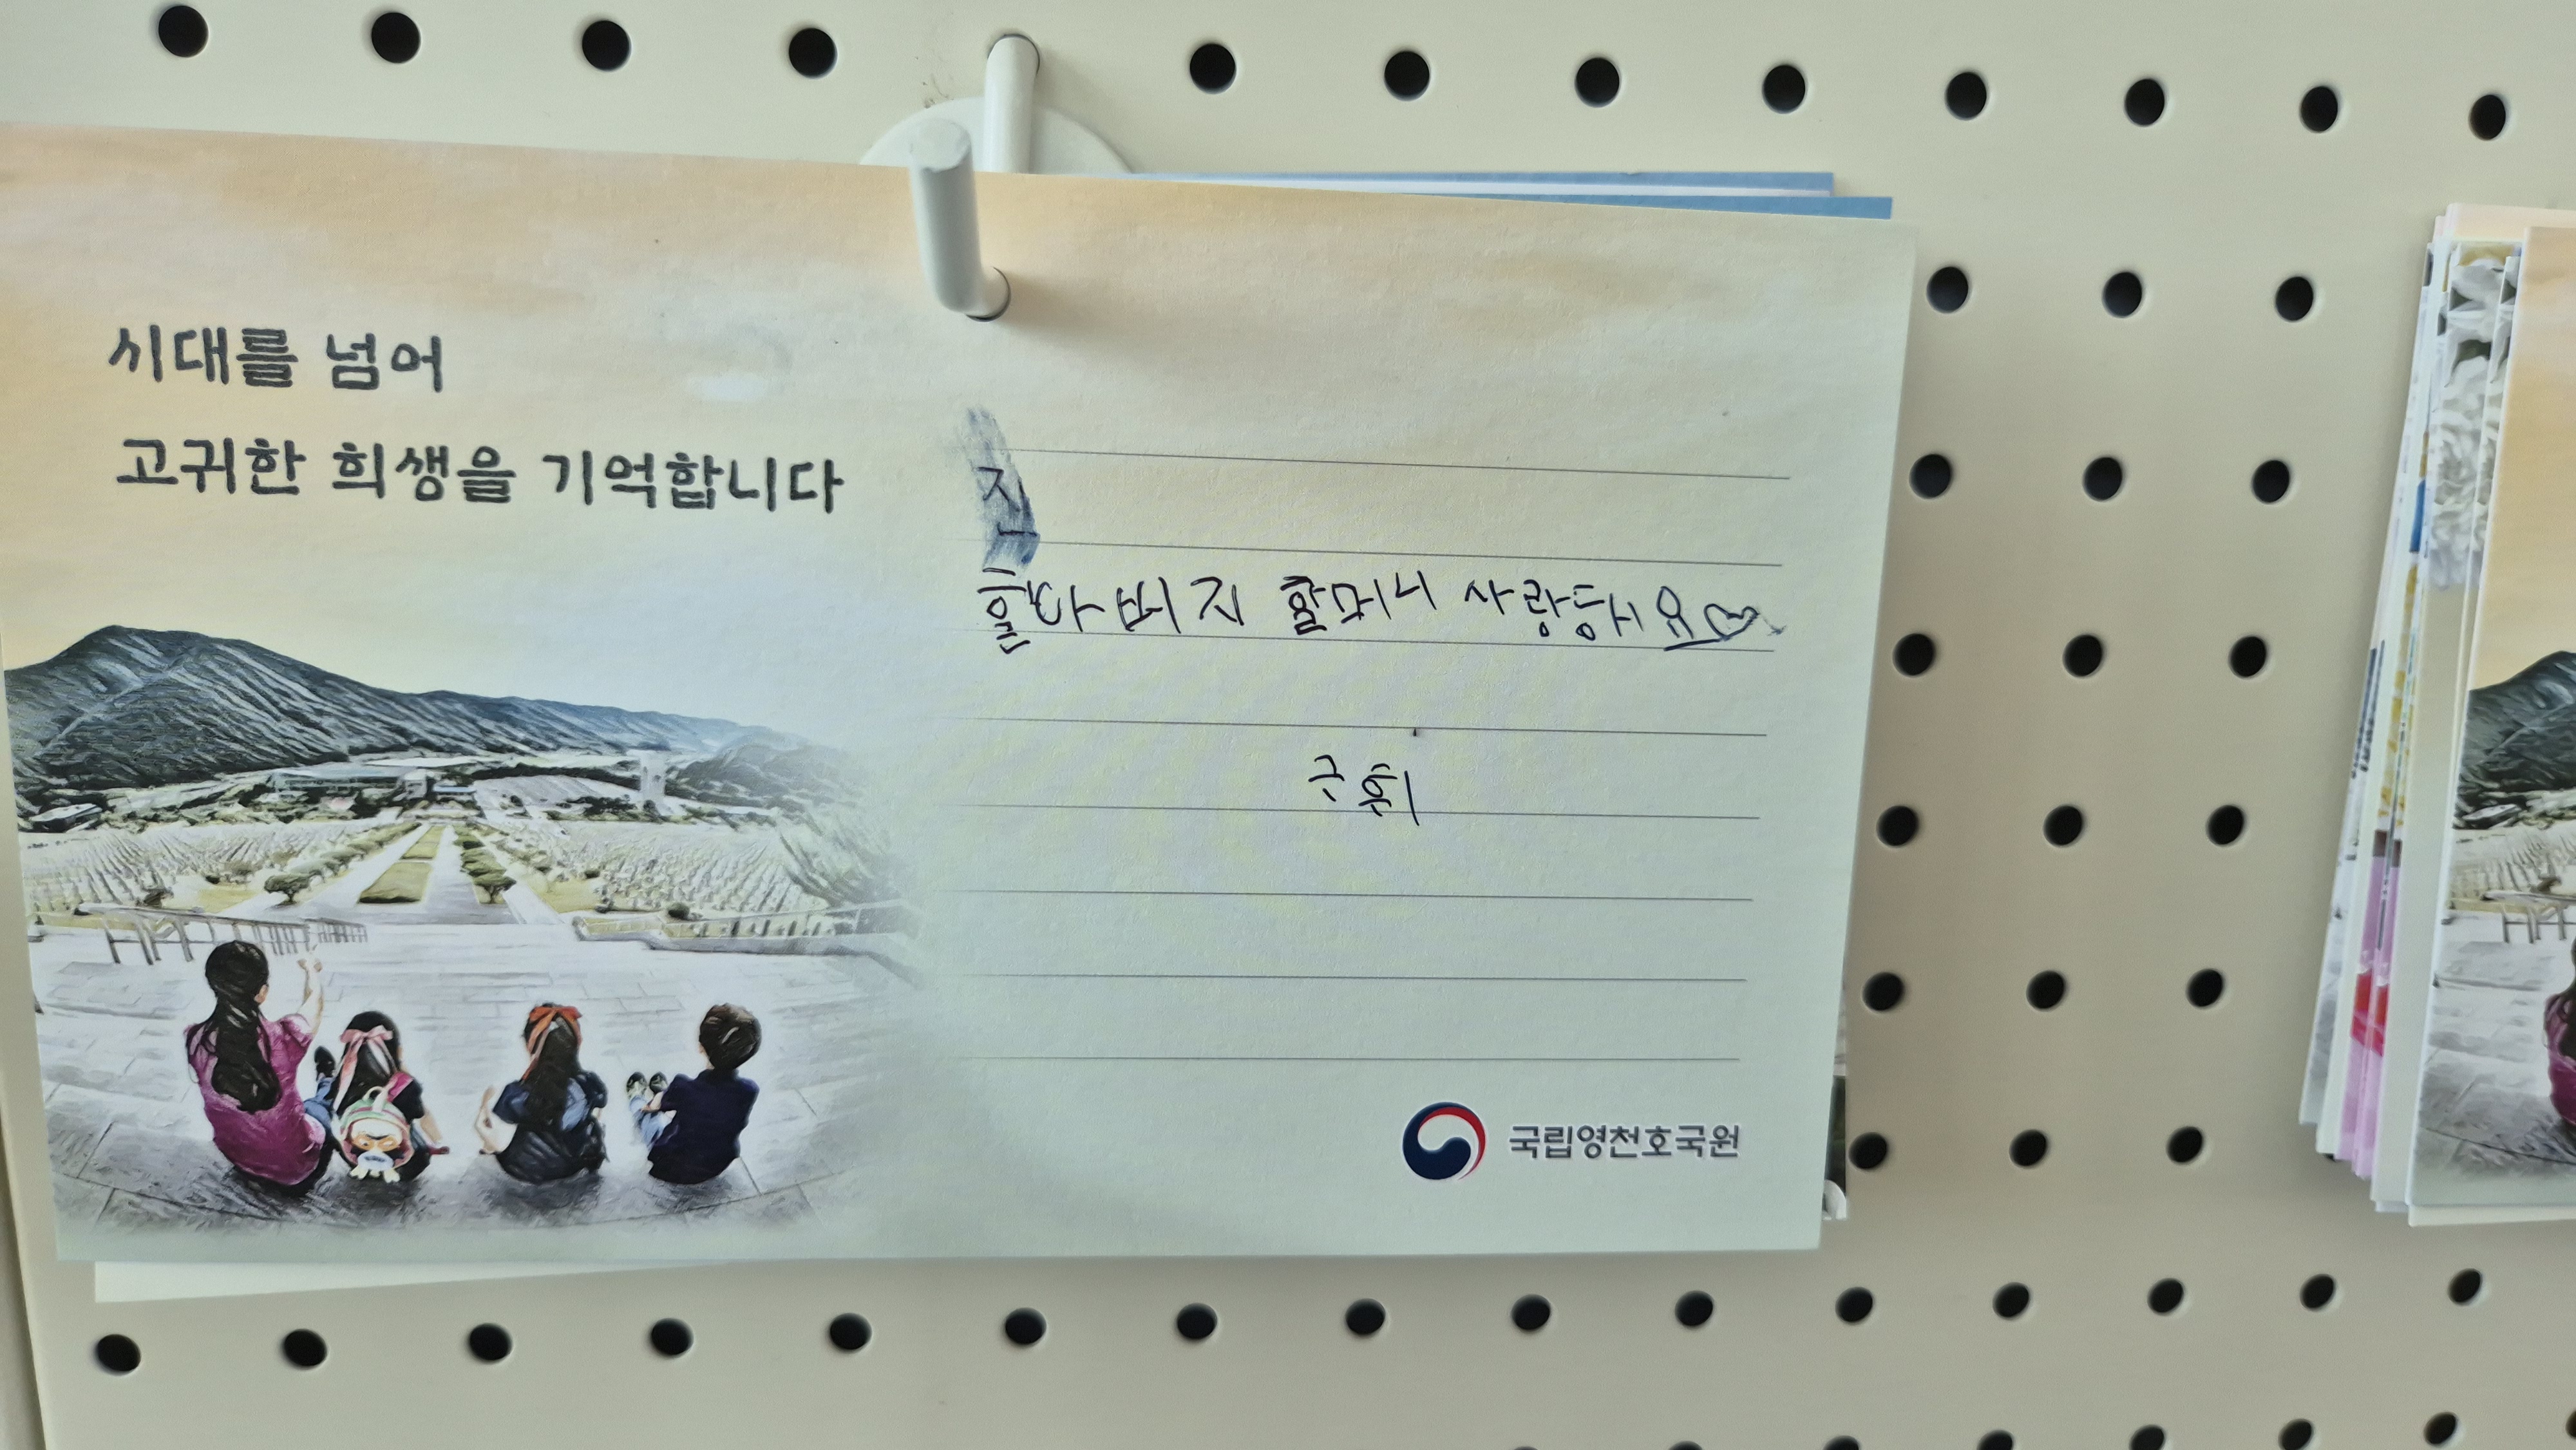 시대를 넘어
고귀한 희생을 기억합니다
진
할아버지 할머니 사랑해요♡
국립영천호국원